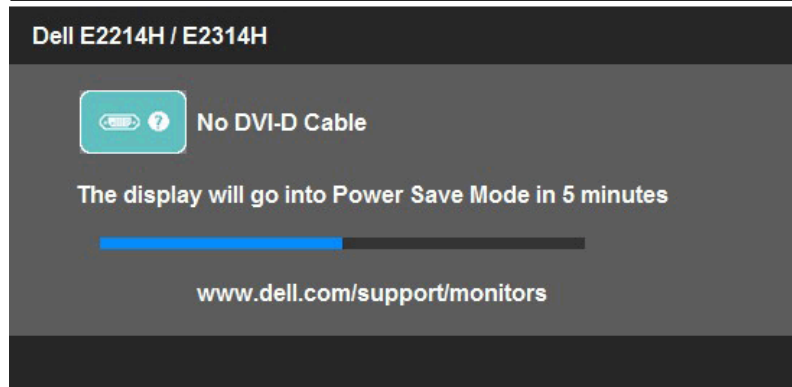 Dell E2214H / E2314H
No DVI-D Cable
The display will go into Power Save Mode in 5 minutes
www.dell.com/support/monitors